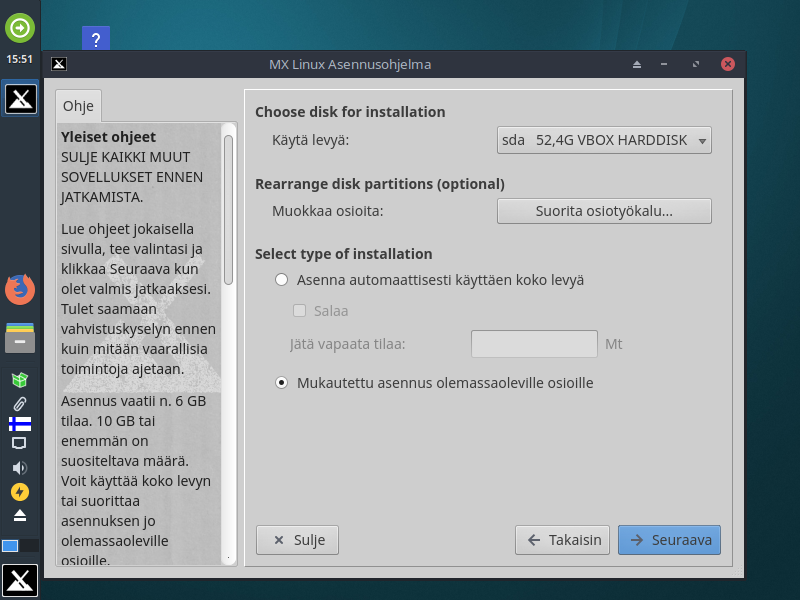 15:51
?
MX Linux Asennusohjelma
Ohje
Yleiset ohjeet
SULJE KAIKKI MUUT
SOVELLUKSET ENNEN
JATKAMISTA.
Lue ohjeet jokaisella
sivulla, tee valintasi ja
klikkaa Seuraava kun
olet valmis jatkaaksesi.
Tulet saamaan
vahvistuskyselyn ennen
kuin mitään vaarallisia
toimintoja ajetaan.
Asennus vaatii n. 6 GB
tilaa. 10 GB tai
enemmän on
suositeltava määrä.
Voit käyttää koko levyn
tai suorittaa
asennuksen jo
olemassaoleville
osioille.
Choose disk for installation
Käytä levyä:
sda 52,4G VBOX HARDDISK
Rearrange disk partitions (optional)
Muokkaa osioita:
Suorita osiotyökalu...
Select type of installation
Asenna automaattisesti käyttäen koko levyä
Salaa
Jätä vapaata tilaa:
Mt
Mukautettu asennus olemassaoleville osioille
Sulje
Takaisin
Seuraava